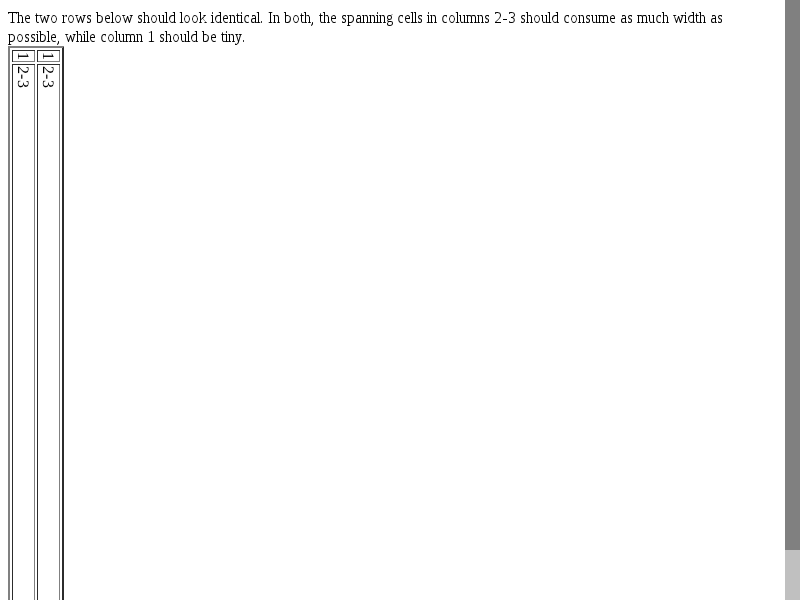 The two rows below should look identical. In both, the spanning cells in columns 2-3 should consume as much width as
possible, while column 1 should be tiny.
1 2-3
1 2-3